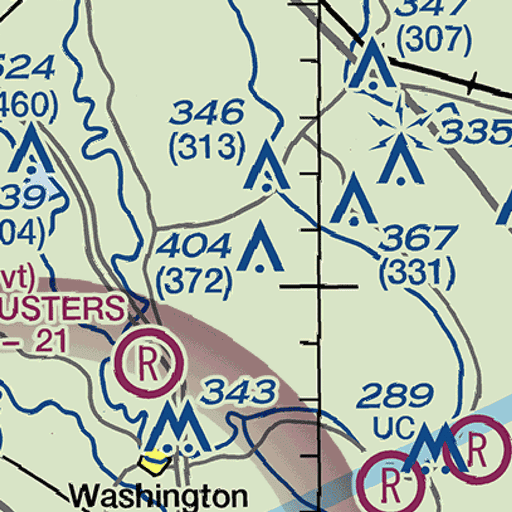 347
(307)
524
460)
346
(313)
335
39
04)
404
(372)
367
(331)
vt)
USTERS
- 21
R
343
289
UC
R
R
Washington